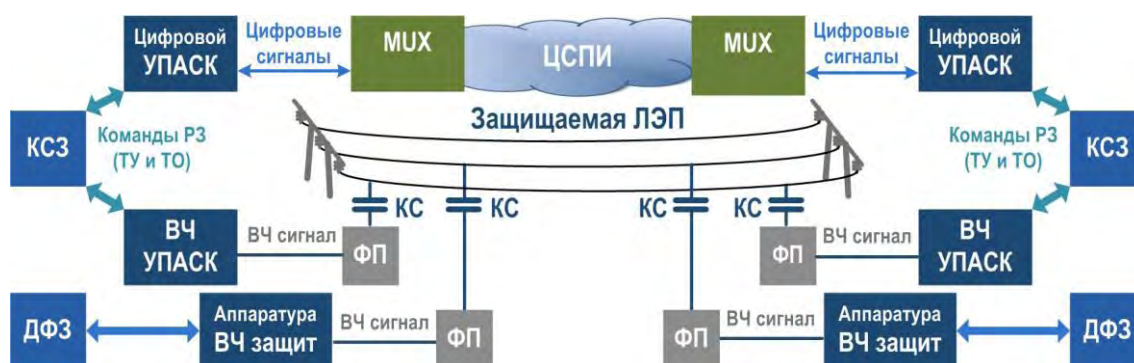 Цифровой
УПАСК
Цифровые
сигналы
MUX
ЦСПИ
MUX
Цифровые
сигналы
Цифровой
УПАСК
Защищаемая ЛЭП
КСЗ
Команды РЗ
(ТУ и ТО)
Команды РЗ
(ТУ и ТО)
КСЗ
КС
КС
КС
КС
ВЧ
УПАСК
ВЧ сигнал
ФП
ФП
ВЧ сигнал
ВЧ
УПАСК
ДФЗ
Аппаратура
ВЧ защит
ВЧ сигнал
ФП
ФП
ВЧ сигнал
Аппаратура
ВЧ защит
ДФЗ